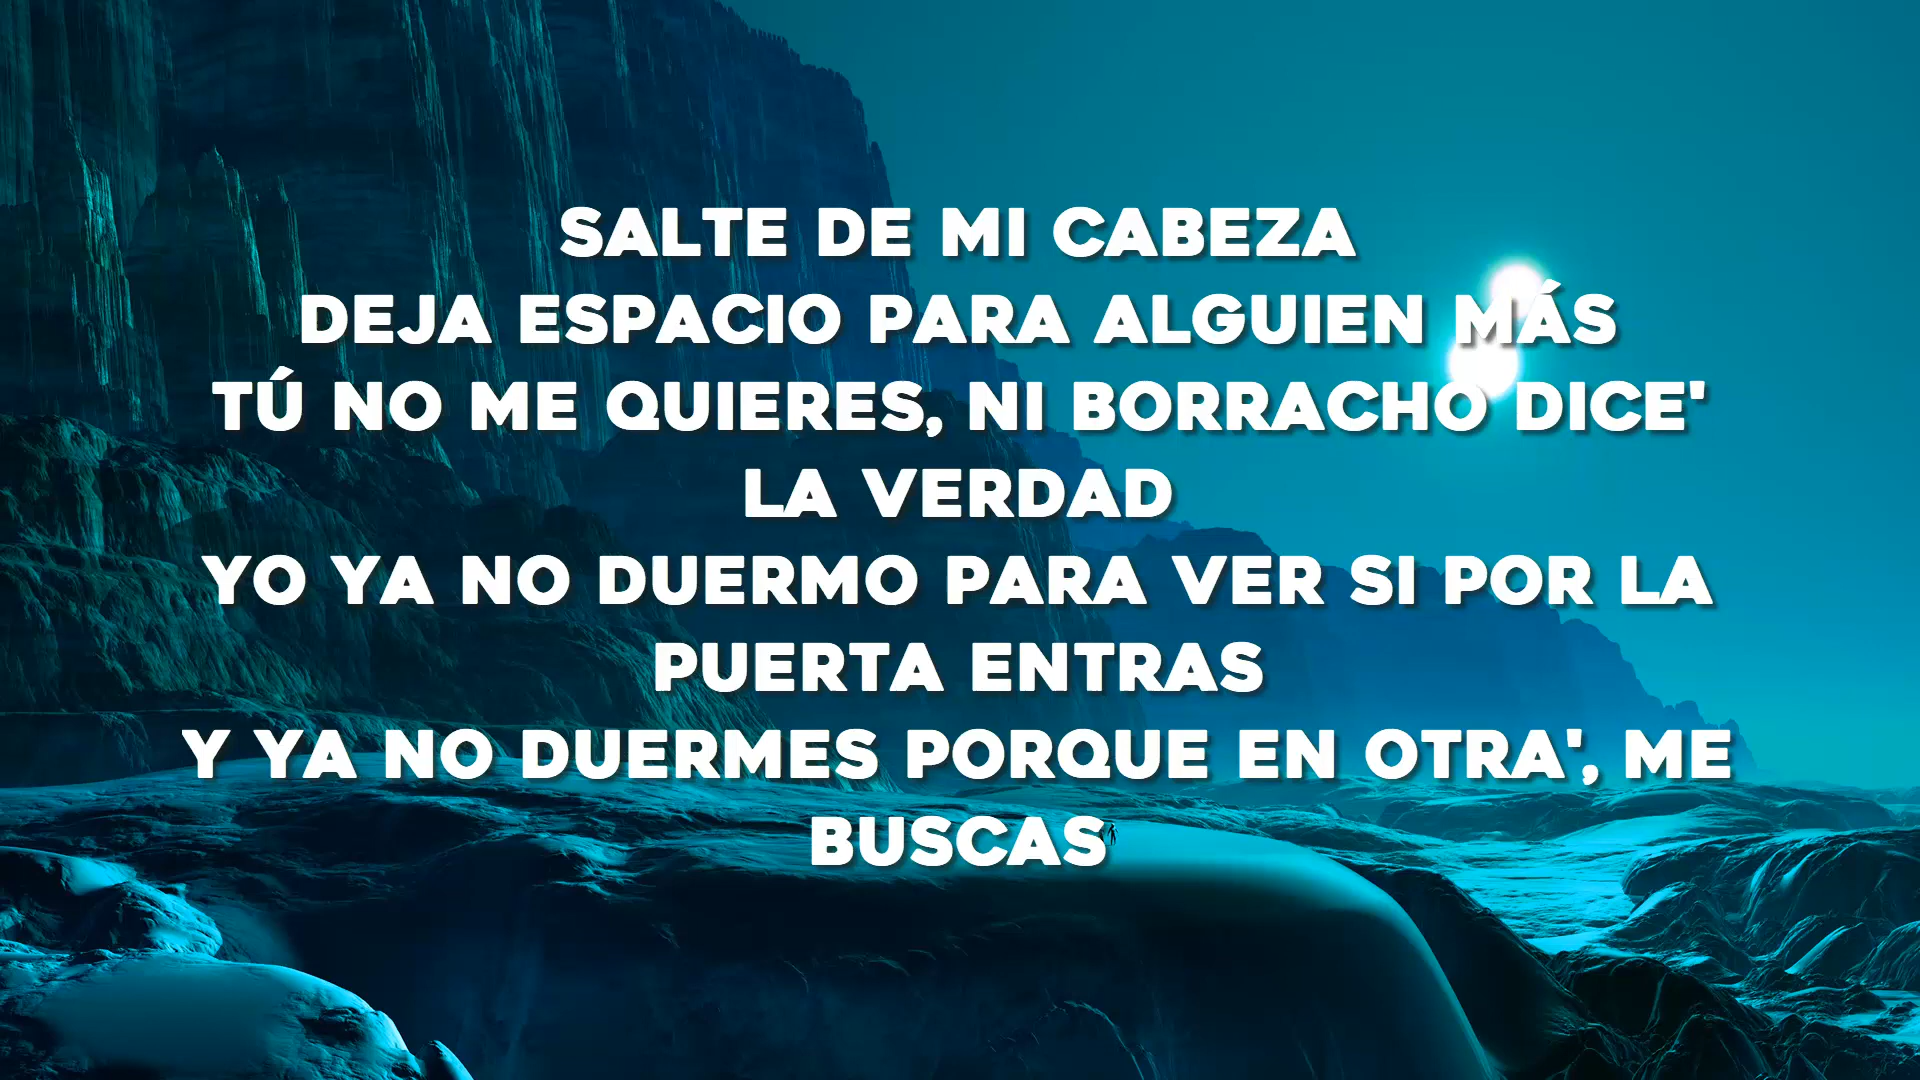 SALTE DE MI CABEZA
DEJA ESPACIO PARA ALGUIEN MÁS
TÚ NO ME QUIERES, NI BORRACHO DICE'
LA VERDAD
YO YA NO DUERMO PARA VER SI POR LA
PUERTA ENTRAS
Y YA NO DUERMES PORQUE EN OTRA', ME
BUSCAS